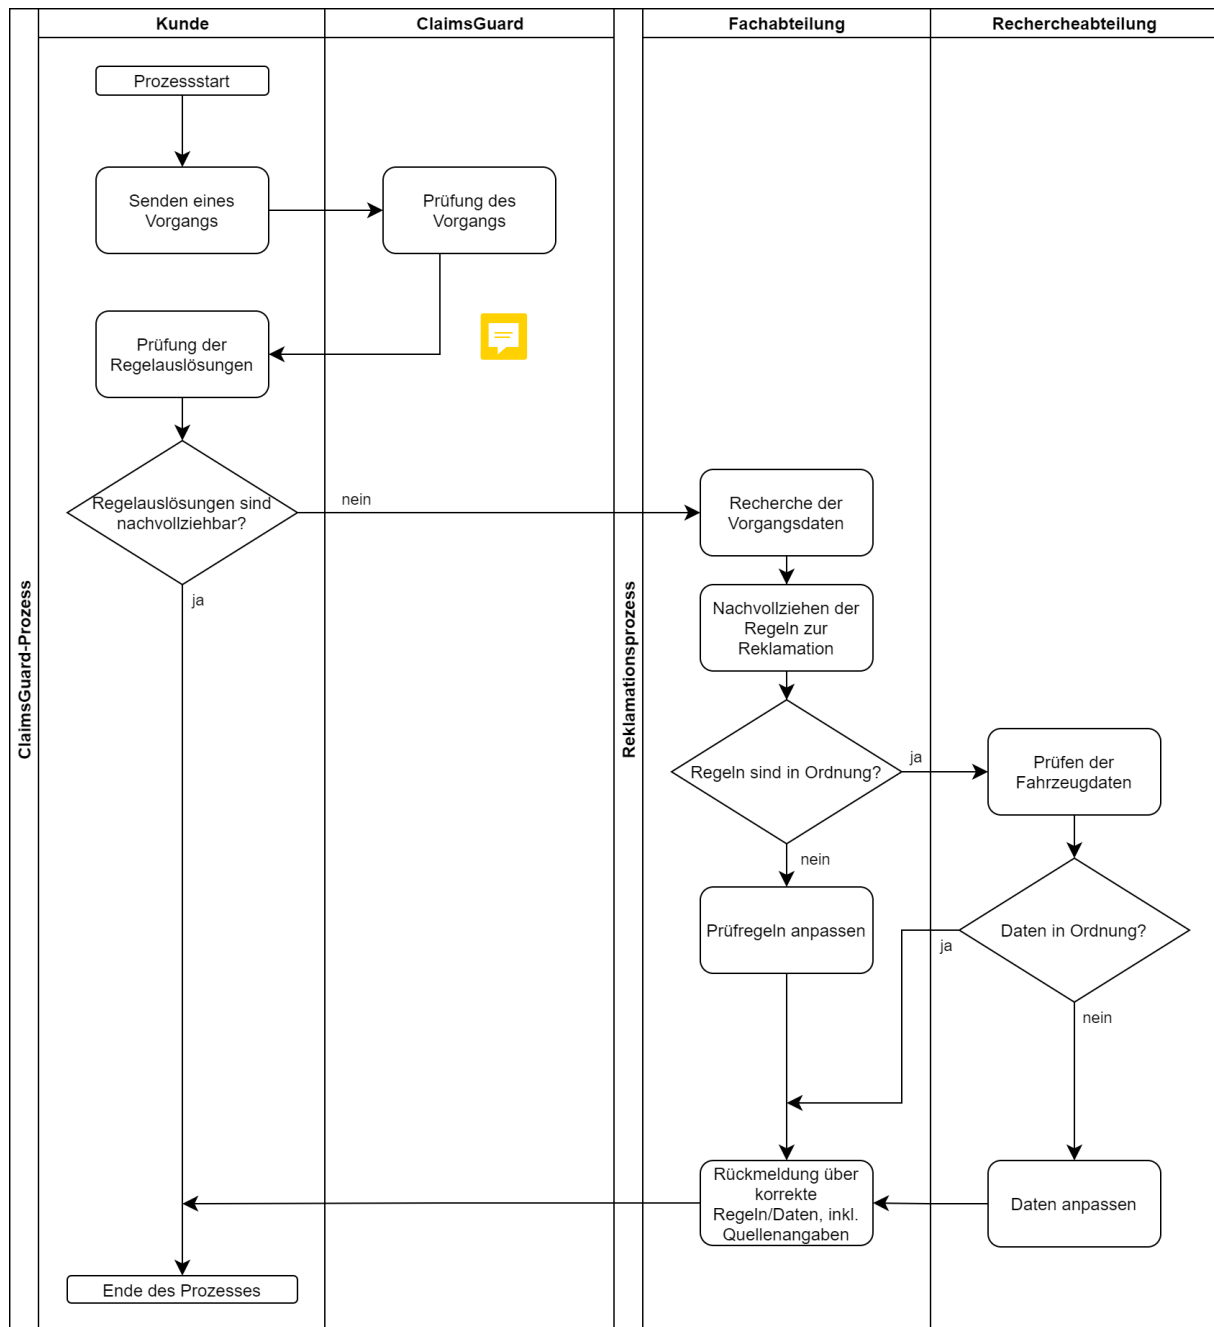 Kunde
ClaimsGuard
Fachabteilung
Rechercheabteilung
ClaimsGuard-Prozess
Reklamationsprozess
Prozessstart
Senden eines
Vorgangs
Prüfung des
Vorgangs
Prüfung der
Regelauslösungen
Regelauslösungen sind
nachvollziehbar?
nein
ja
Recherche der
Vorgangsdaten
Nachvollziehen der
Regeln zur
Reklamation
Regeln sind in Ordnung?
ja
nein
Prüfen der
Fahrzeugdaten
Prüfregeln anpassen
Daten in Ordnung?
ja
nein
Rückmeldung über
korrekte
Regeln/Daten, inkl.
Quellenangaben
Daten anpassen
Ende des Prozesses